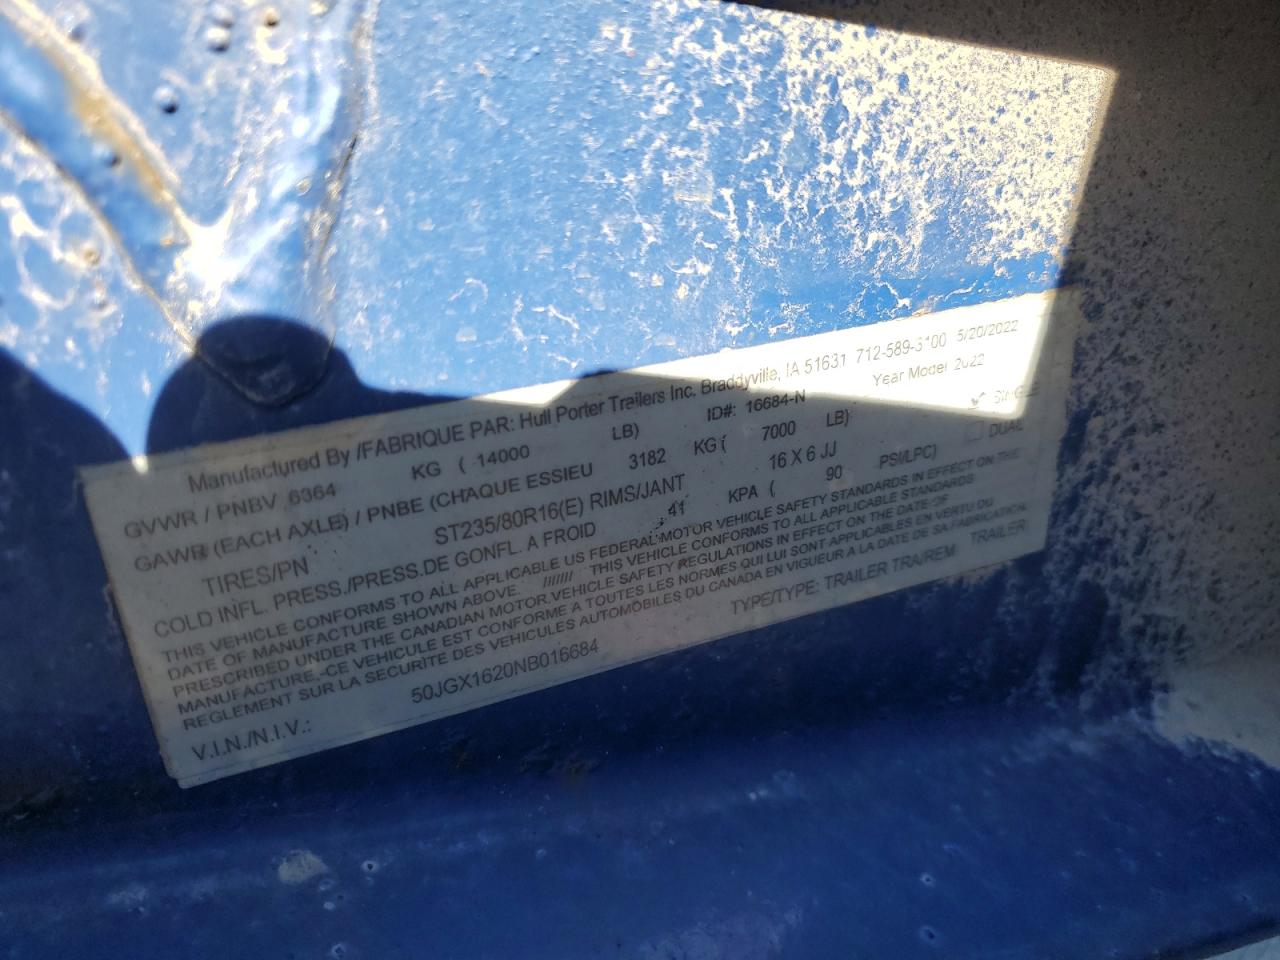 Manufactured By /FABRIQUE PAR: Hull Porter Trailers Inc. Braddyville, IA 51631 712-589-3100 5/20/2022
GVWR / PNBV 6364 KG ( 14000 LB) ID#: 16684-N Year Model 2022
GAWR (EACH AXLE) / PNBE (CHAQUE ESSIEU 3182 KG ( 7000 LB) SINGLE
TIRES/PN ST235/80R16(E) RIMS/JANT 16 X 6 JJ DUAL
COLD INFL. PRESS./PRESS.DE GONFL. A FROID 41 KPA ( 90 PSI/LPC)
THIS VEHICLE CONFORMS TO ALL APPLICABLE US FEDERAL MOTOR VEHICLE SAFETY STANDARDS IN EFFECT ON THE
DATE OF MANUFACTURE SHOWN ABOVE. /////// THIS VEHICLE CONFORMS TO ALL APPLICABLE STANDARDS
PRESCRIBED UNDER THE CANADIAN MOTOR VEHICLE SAFETY REGULATIONS IN EFFECT ON THE DATE OF
MANUFACTURE.-CE VEHICULE EST CONFORME A TOUTES LES NORMES QUI LUI SONT APPLICABLES EN VERTU DU
REGLEMENT SUR LA SECURITE DES VEHICULES AUTOMOBILES DU CANADA EN VIGUEUR A LA DATE DE SA FABRICATION.
V.I.N./N.I.V.: 50JGX1620NB016684 TYPE/TYPE: TRAILER TRA/REM TRAILER